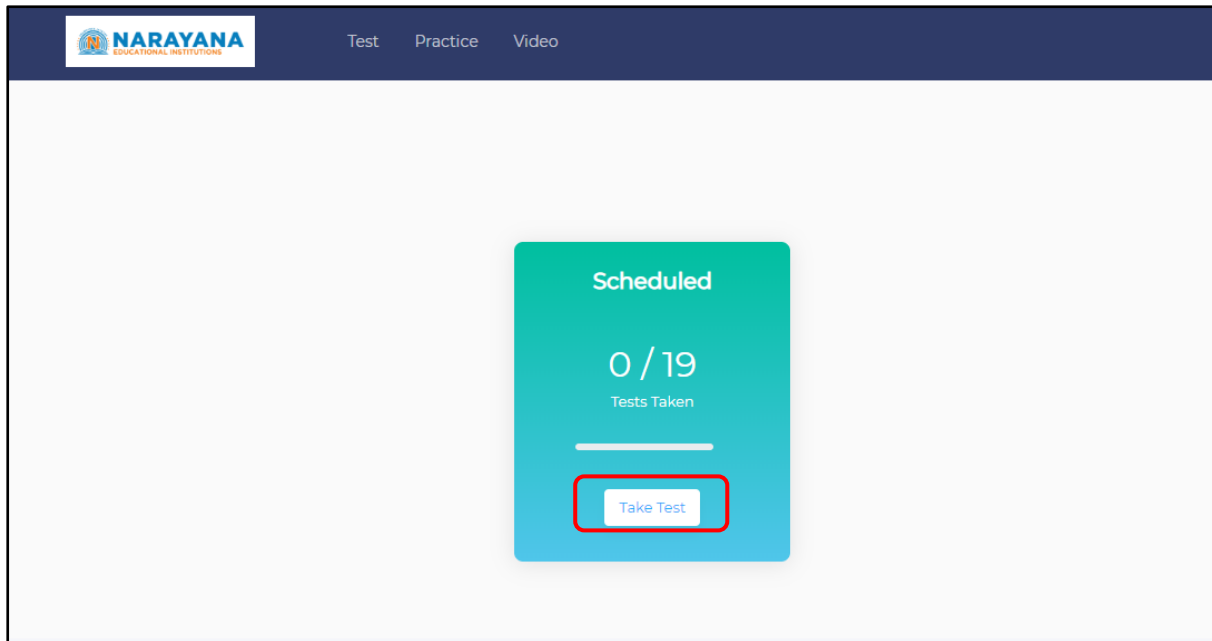 NARAYANA
EDUCATIONAL INSTITUTIONS
Test Practice Video
Scheduled
0 / 19
Tests Taken
Take Test